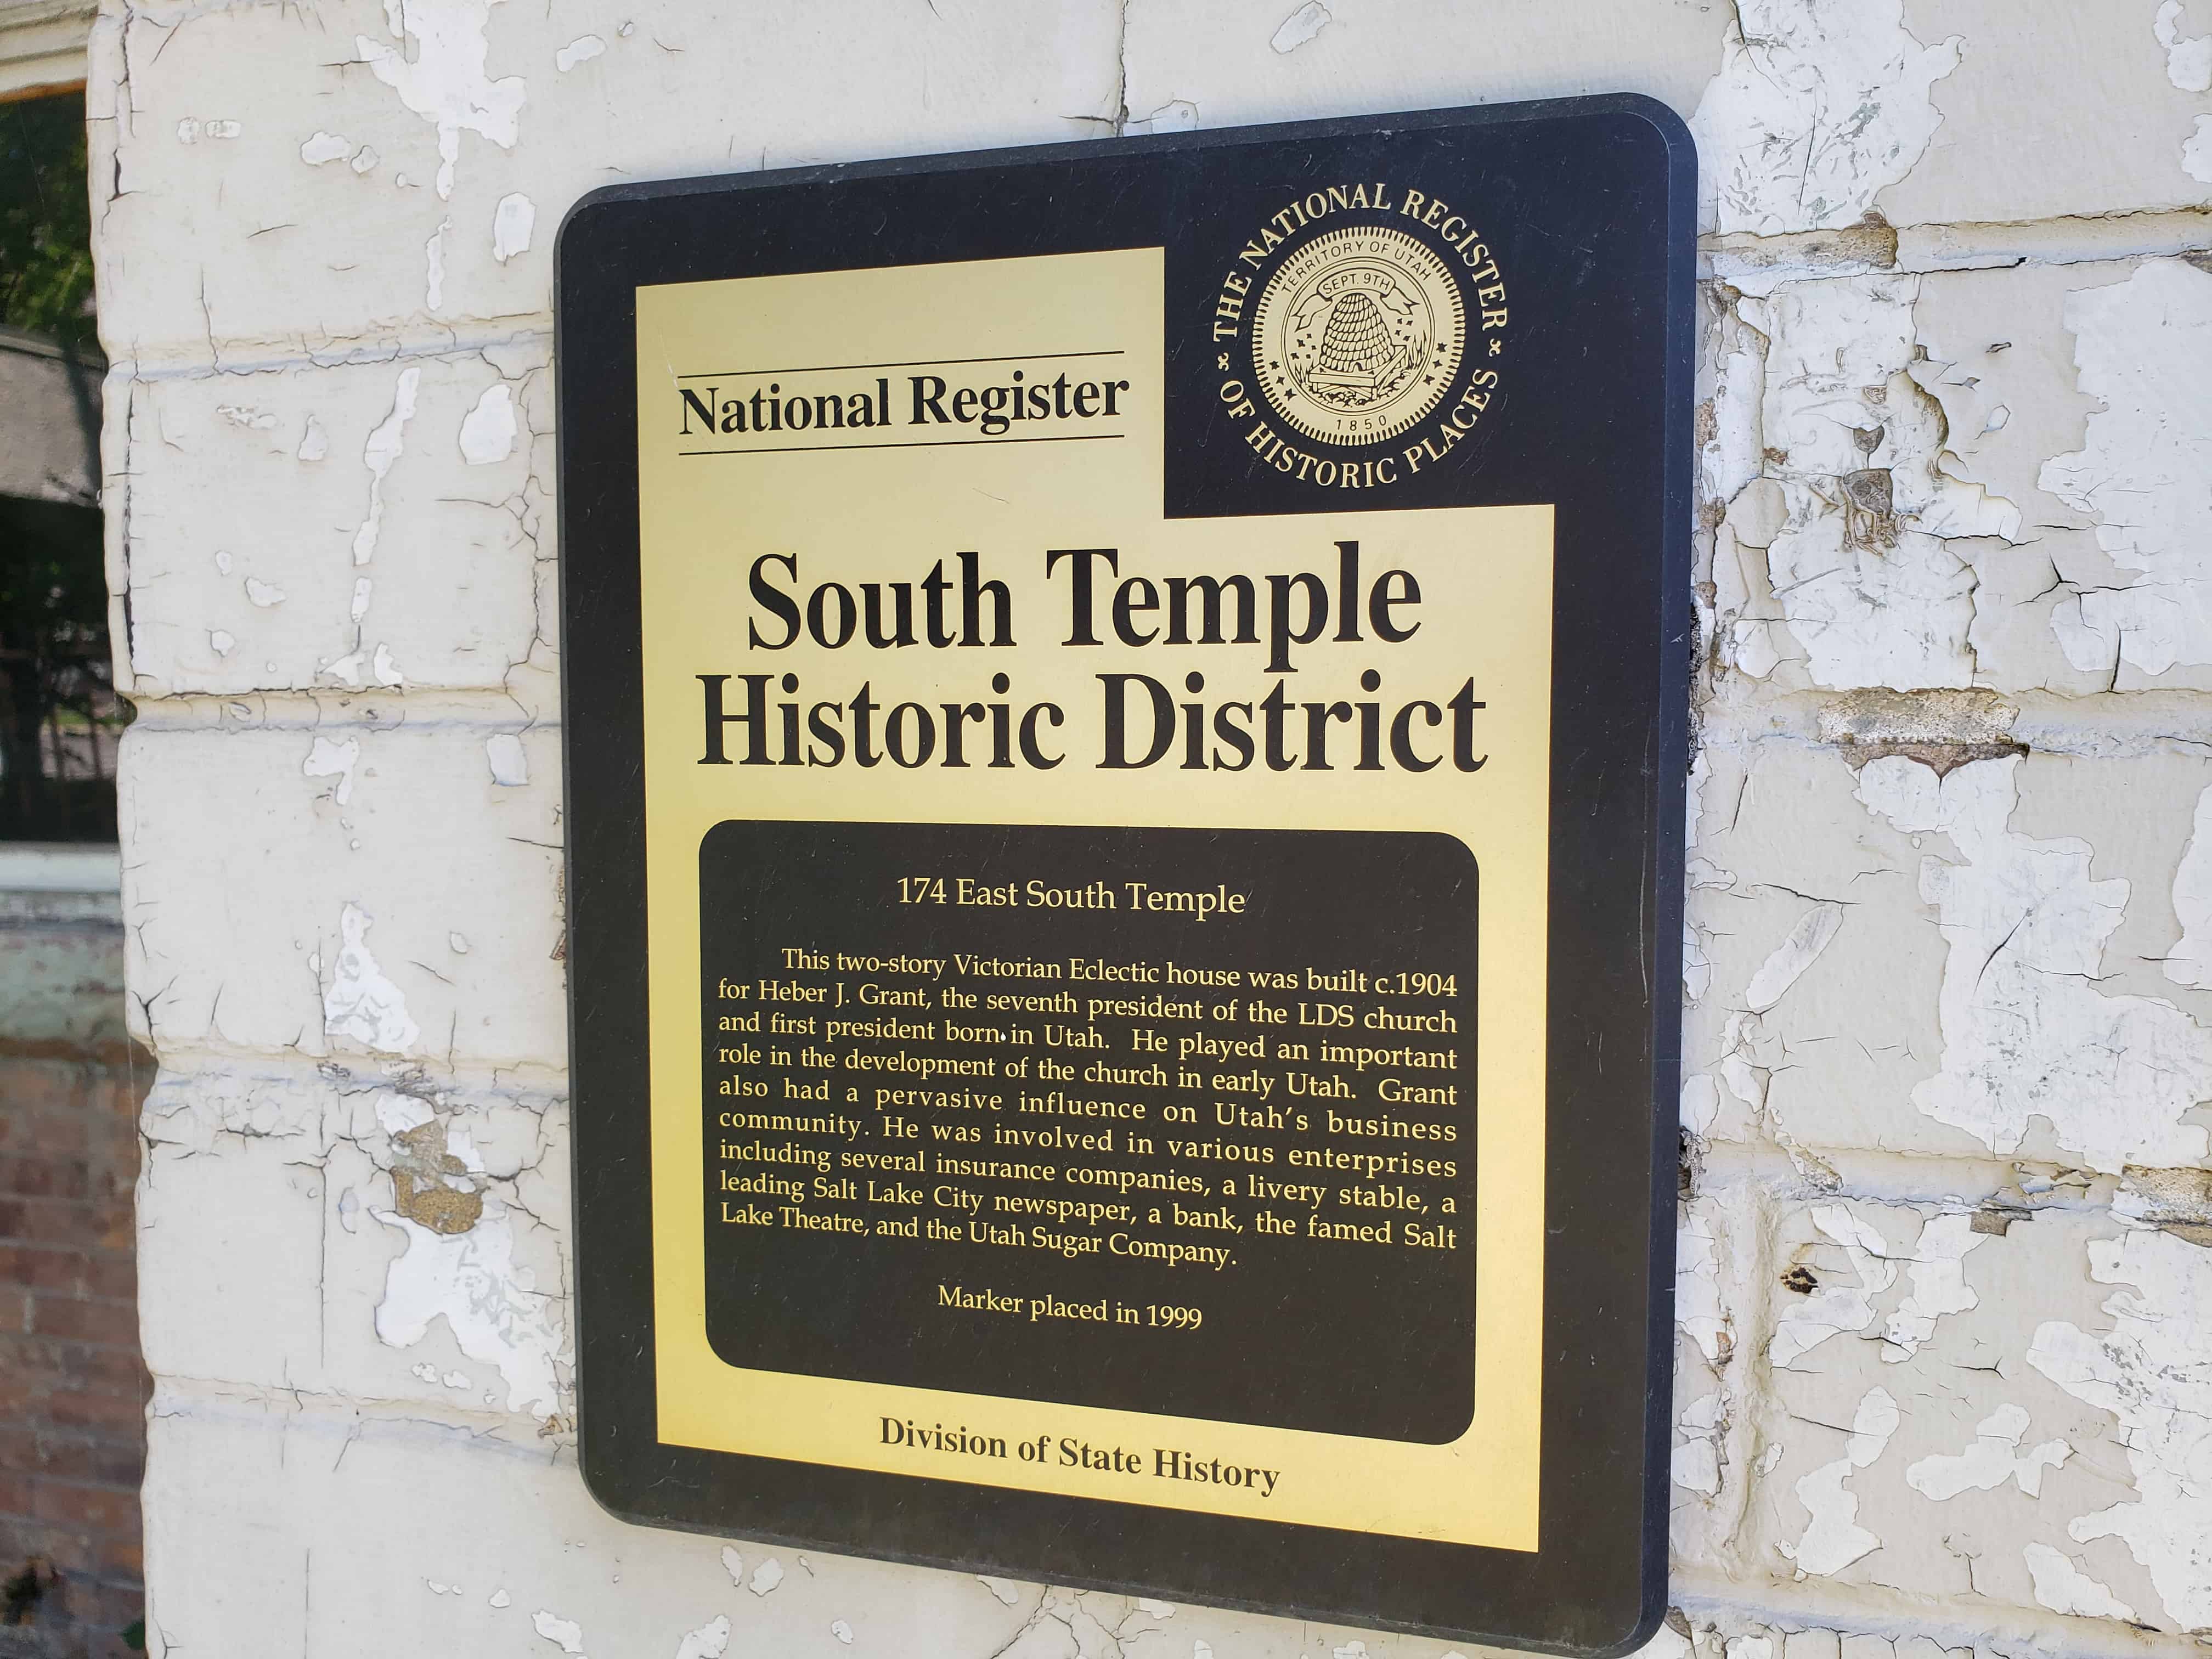 THE NATIONAL REGISTER
OF HISTORIC PLACES
TERRITORY OF UTAH
SEPT. 9TH
1850
National Register
South Temple
Historic District
174 East South Temple
This two-story Victorian Eclectic house was built c.1904
for Heber J. Grant, the seventh president of the LDS church
and first president born in Utah. He played an important
role in the development of the church in early Utah. Grant
also had a pervasive influence on Utah's business
community. He was involved in various enterprises
including several insurance companies, a livery stable, a
leading Salt Lake City newspaper, a bank, the famed Salt
Lake Theatre, and the Utah Sugar Company.
Marker placed in 1999
Division of State History